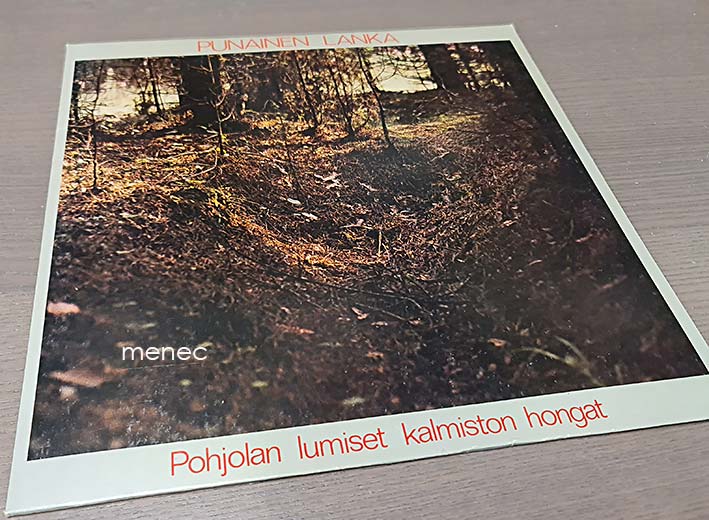 PUNAINEN LANKA
menec
Pohjolan lumiset kalmiston hongat